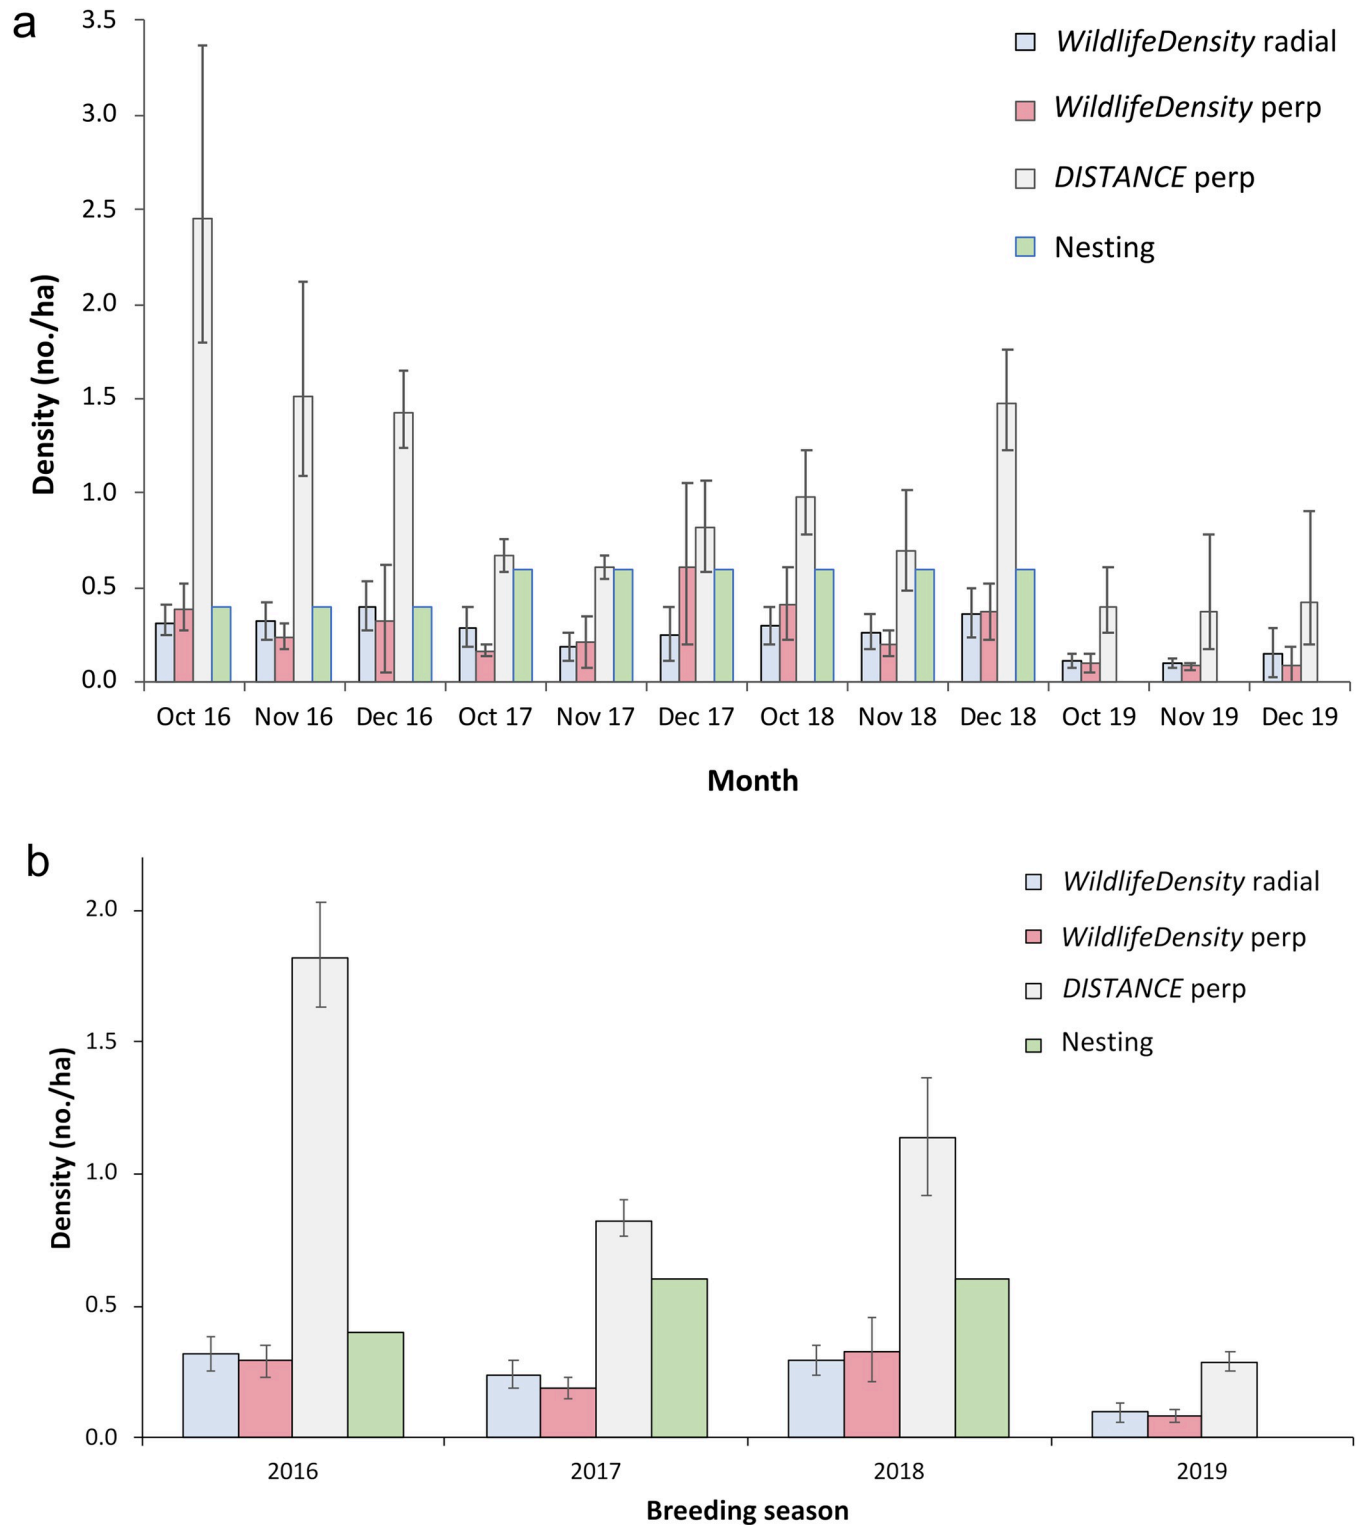 a
3.5
3.0
2.5
2.0
1.5
1.0
0.5
0.0
Density (no./ha)
WildlifeDensity radial
WildlifeDensity perp
DISTANCE perp
Nesting
Oct 16 Nov 16 Dec 16 Oct 17 Nov 17 Dec 17 Oct 18 Nov 18 Dec 18 Oct 19 Nov 19 Dec 19
Month
b
2.0
1.5
1.0
0.5
0.0
Density (no./ha)
WildlifeDensity radial
WildlifeDensity perp
DISTANCE perp
Nesting
2016 2017 2018 2019
Breeding season